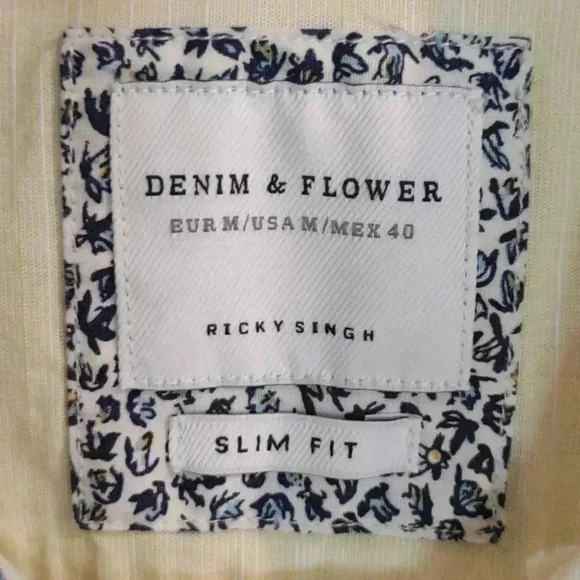 DENIM & FLOWER
EUR M/USA M/MEX 40
RICKY SINGH
SLIM FIT